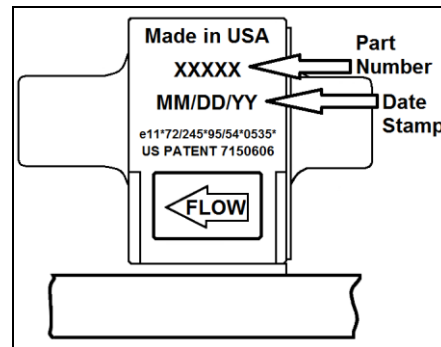 Made in USA
XXXXX
Part
Number
MM/DD/YY
Date
Stamp
e11*72/245*95/54*0535*
US PATENT 7150606
FLOW